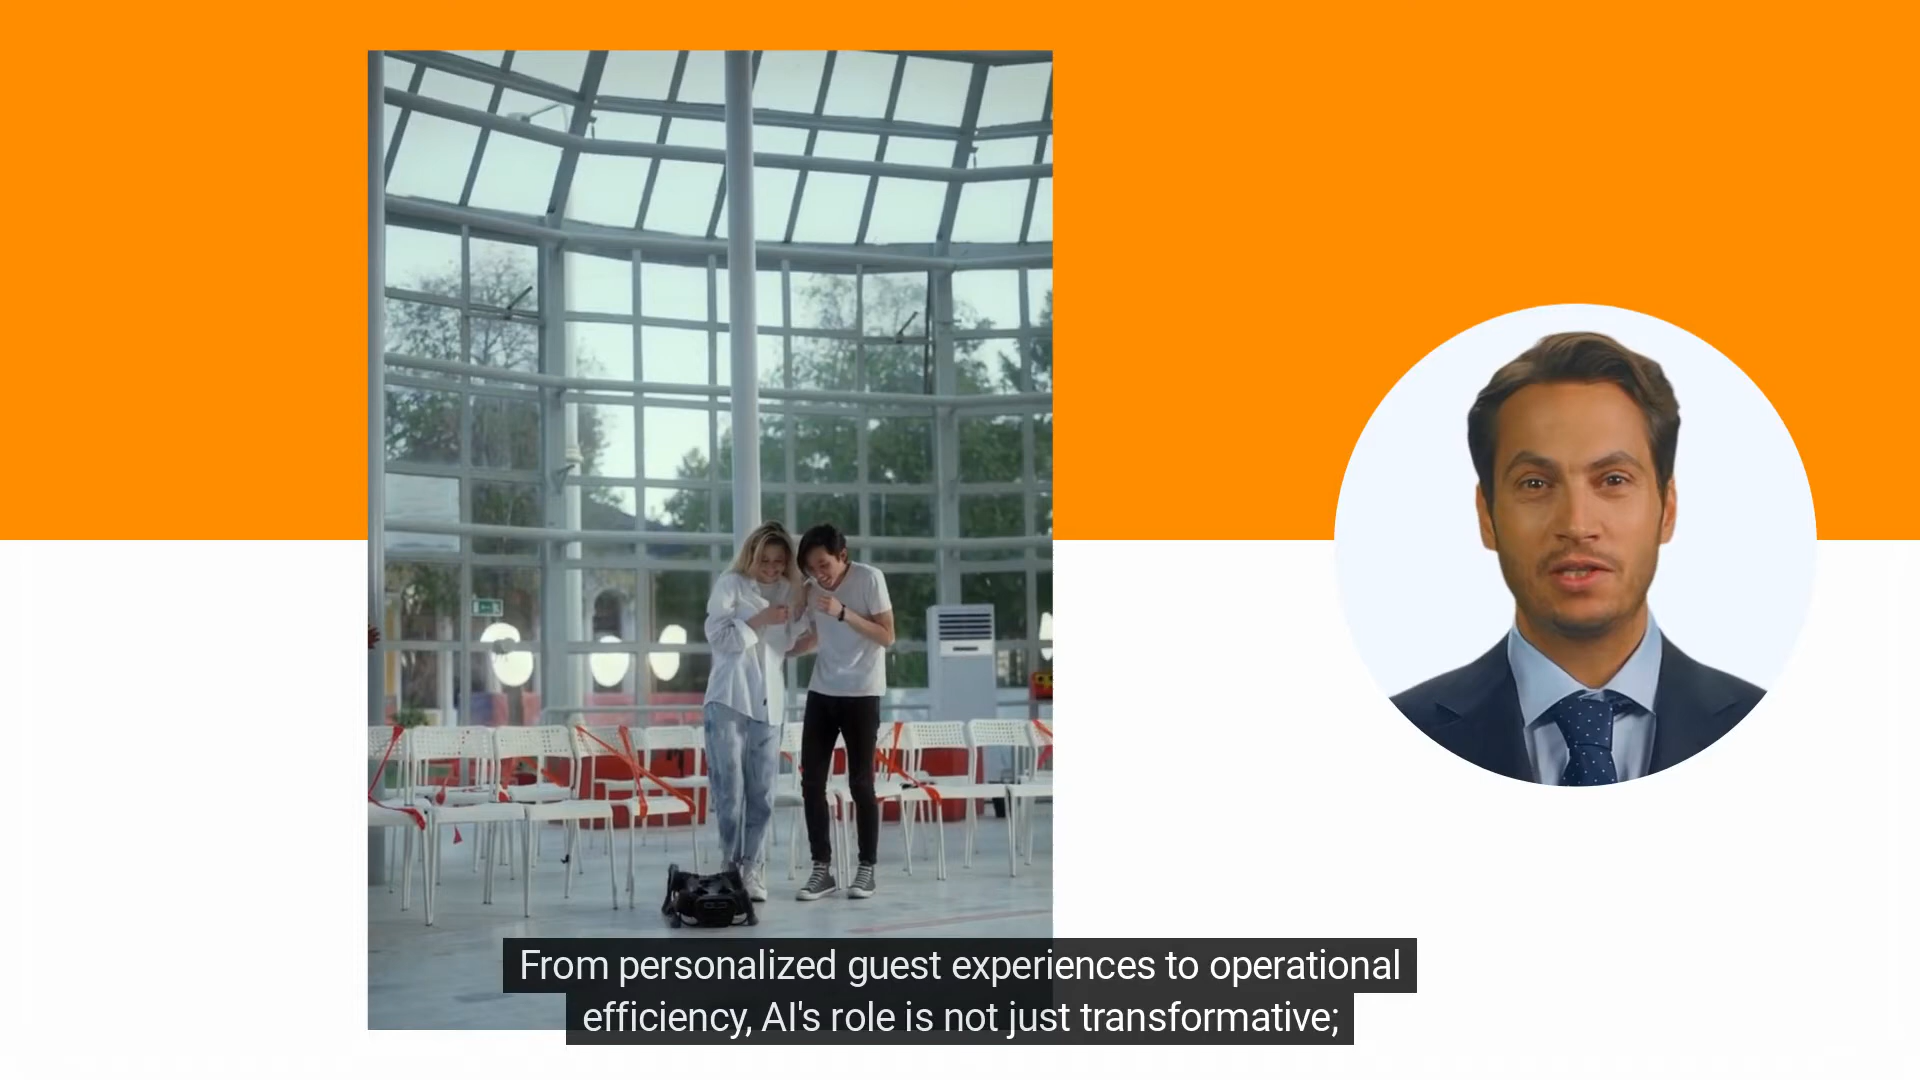 From personalized guest experiences to operational
efficiency, AI's role is not just transformative;